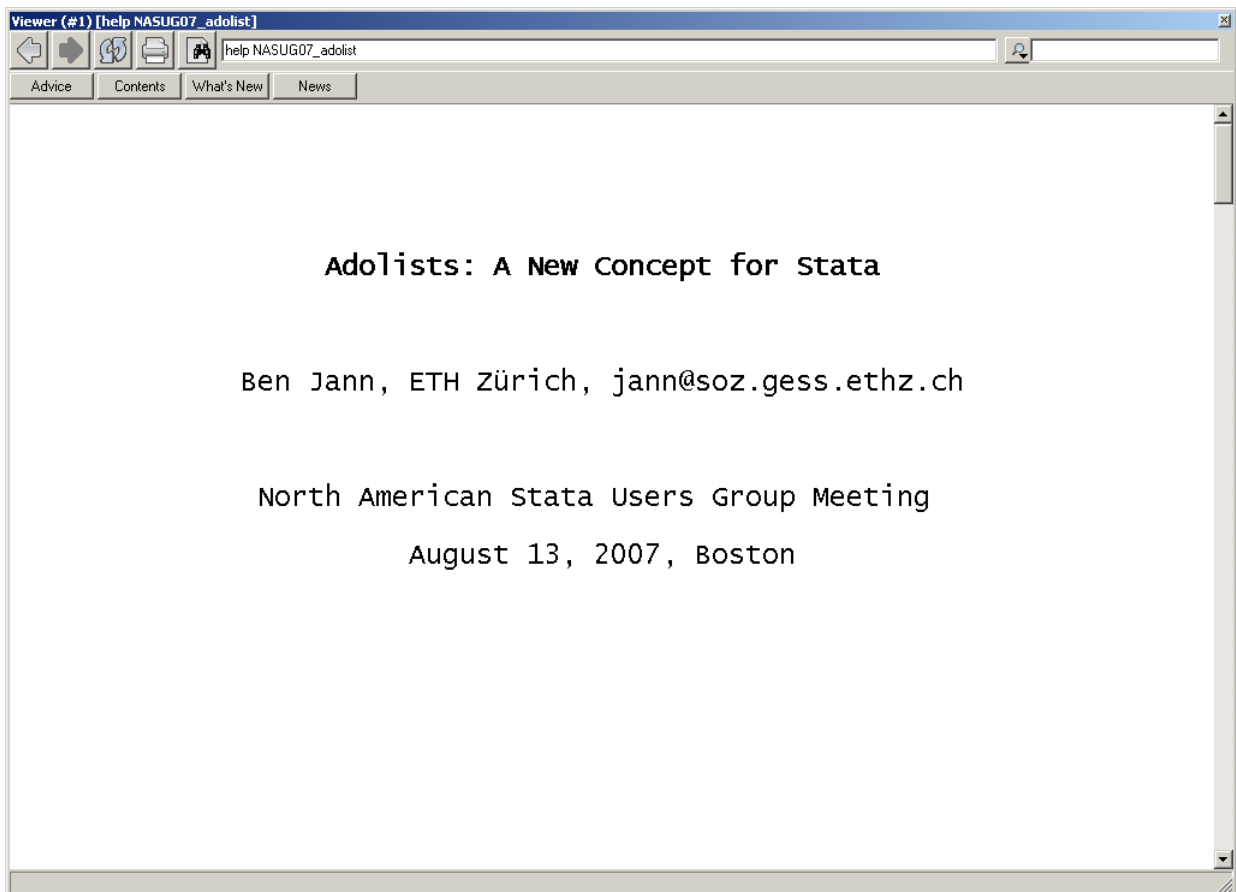 Viewer (#1) [help NASUG07_adolist]
help NASUG07_adolist
Advice Contents What's New News
Adolists: A New Concept for Stata
Ben Jann, ETH Zürich, jann@soz.gess.ethz.ch
North American Stata Users Group Meeting
August 13, 2007, Boston